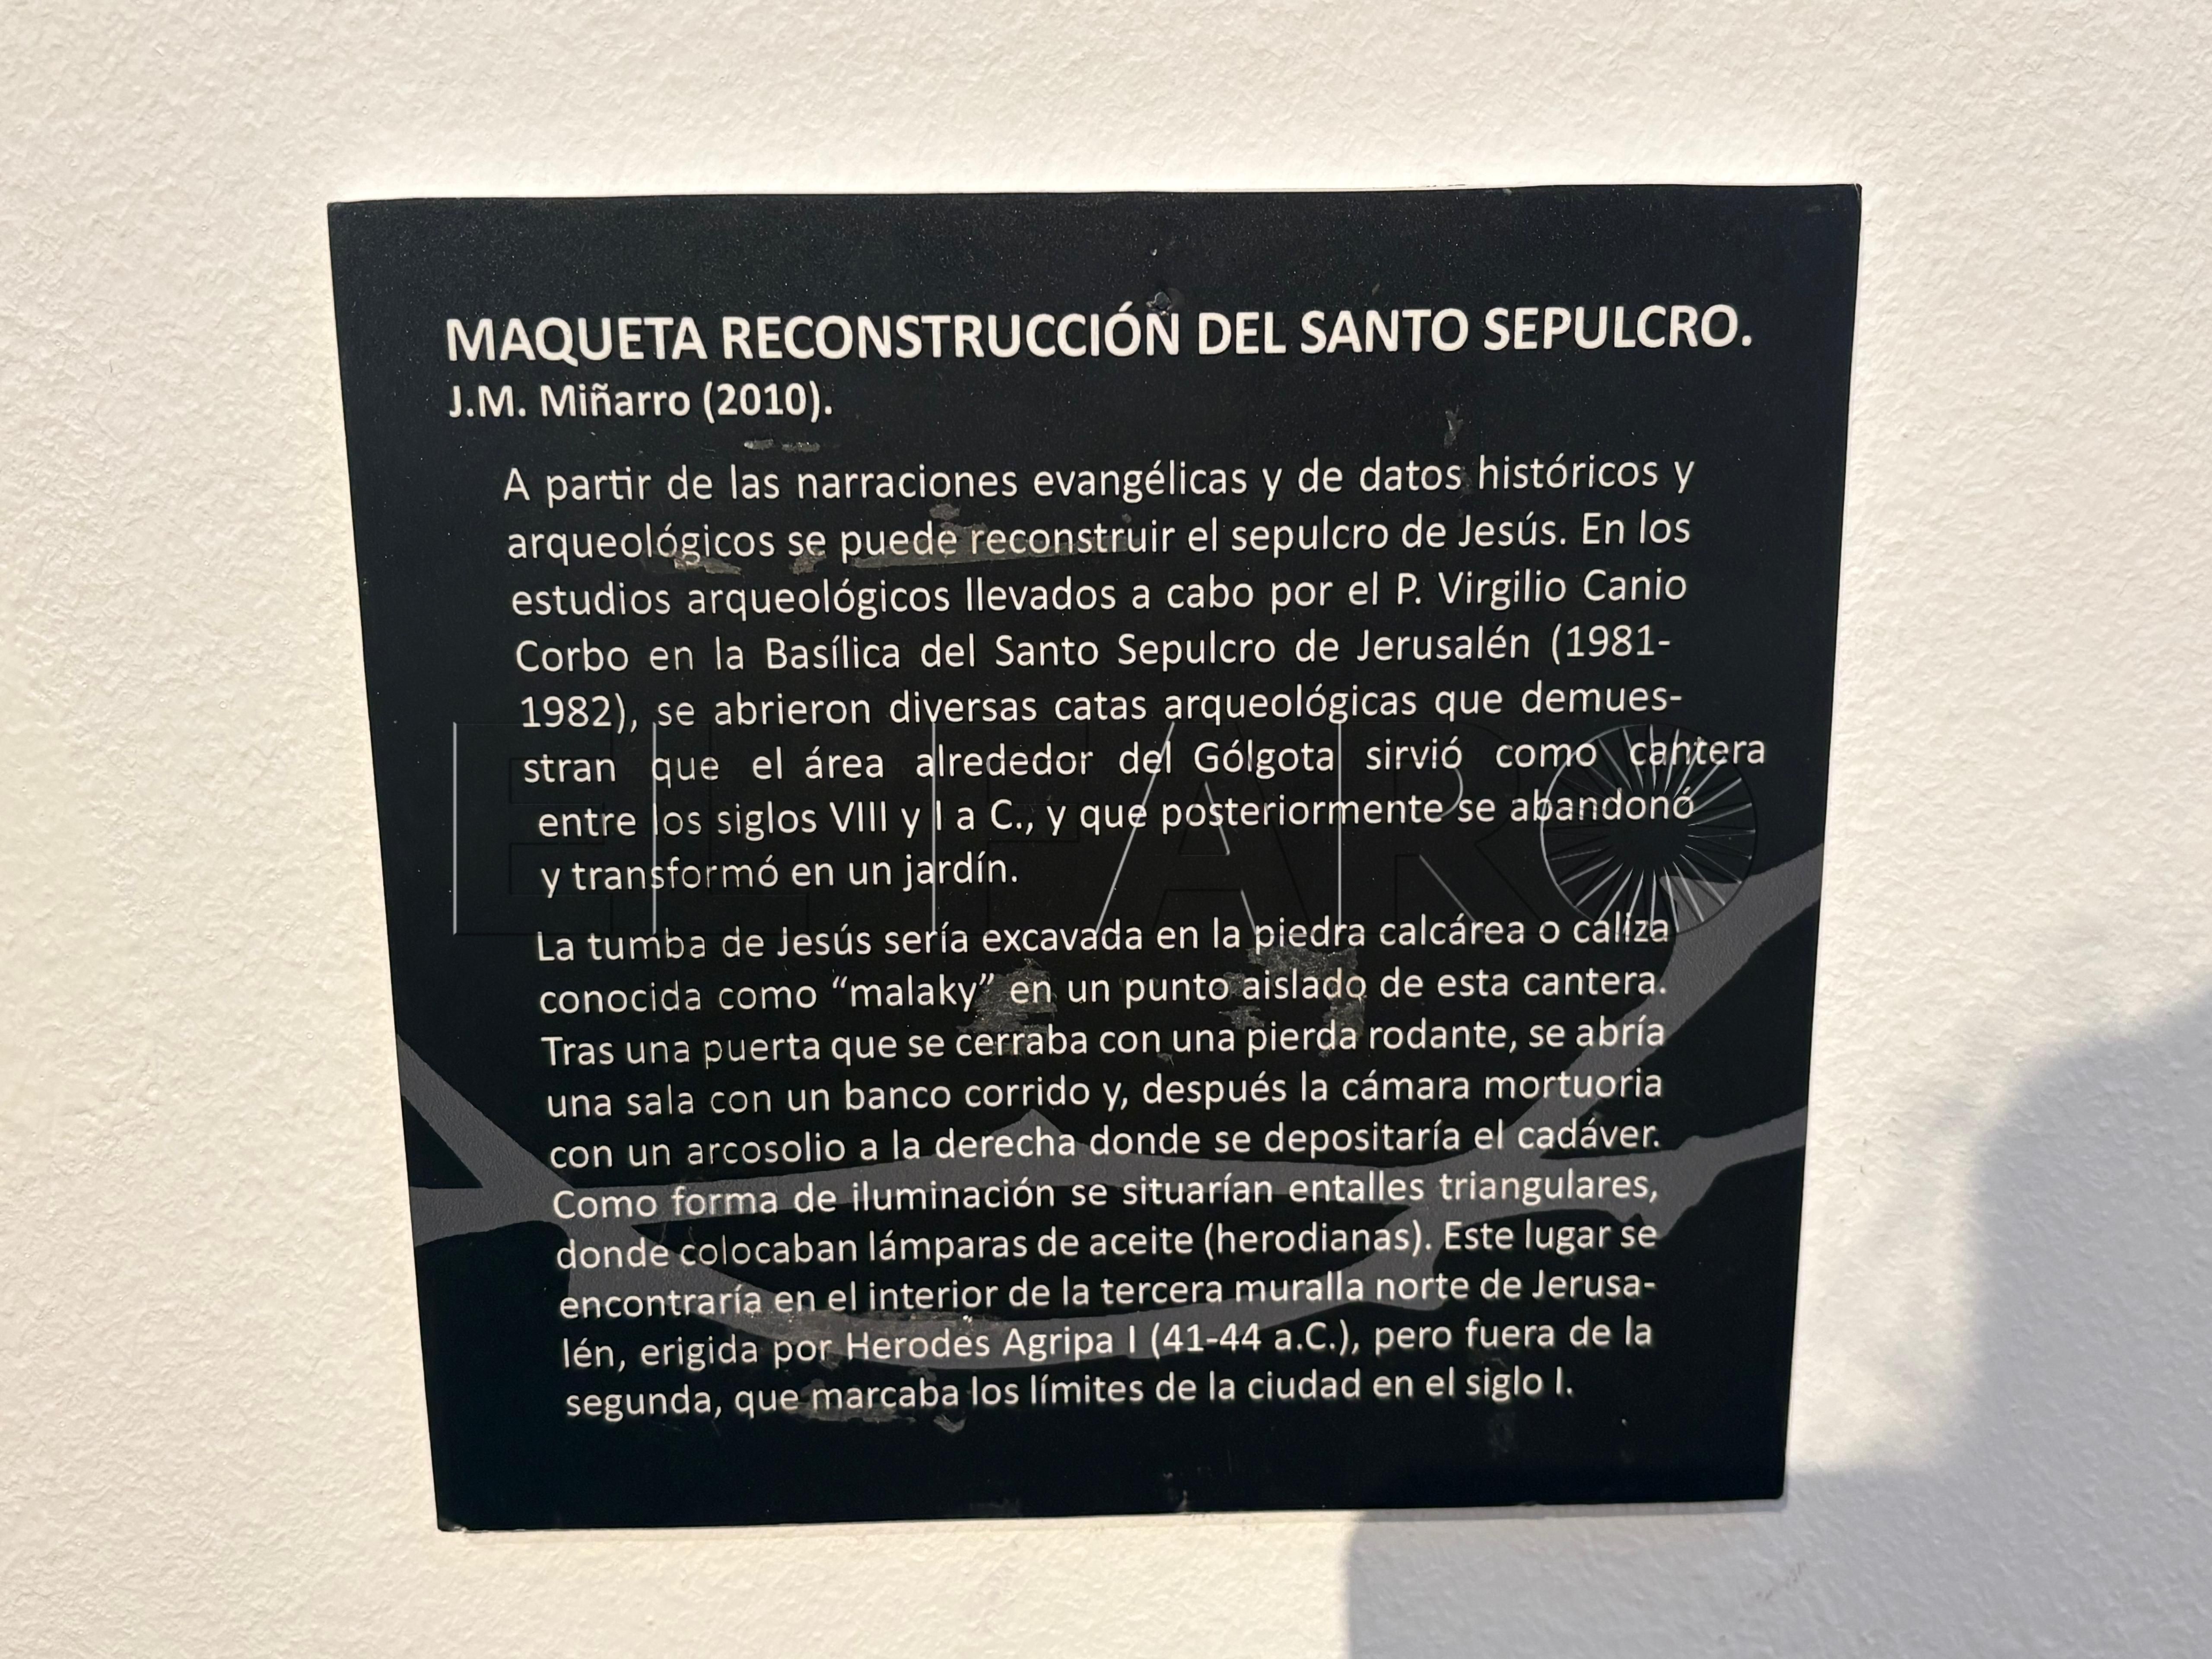 MAQUETA RECONSTRUCCIÓN DEL SANTO SEPULCRO.
J.M. Miñarro (2010).
A partir de las narraciones evangélicas y de datos históricos y
arqueológicos se puede reconstruir el sepulcro de Jesús. En los
estudios arqueológicos llevados a cabo por el P. Virgilio Canio
Corbo en la Basílica del Santo Sepulcro de Jerusalén (1981-
1982), se abrieron diversas catas arqueológicas que demues-
stran que el área alrededor del Gólgota sirvió como cantera
entre los siglos VIII y I a C., y que posteriormente se abandonó
y transformó en un jardín.
La tumba de Jesús sería excavada en la piedra calcárea o caliza
conocida como “malaky” en un punto aislado de esta cantera.
Tras una puerta que se cerraba con una pierda rodante, se abría
una sala con un banco corrido y, después la cámara mortuoria
con un arcosolio a la derecha donde se depositaría el cadáver.
Como forma de iluminación se situarían entalles triangulares,
donde colocaban lámparas de aceite (herodianas). Este lugar se
encontraría en el interior de la tercera muralla norte de Jerusa-
lén, erigida por Herodes Agripa I (41-44 a.C.), pero fuera de la
segunda, que marcaba los límites de la ciudad en el siglo I.
EL FARO